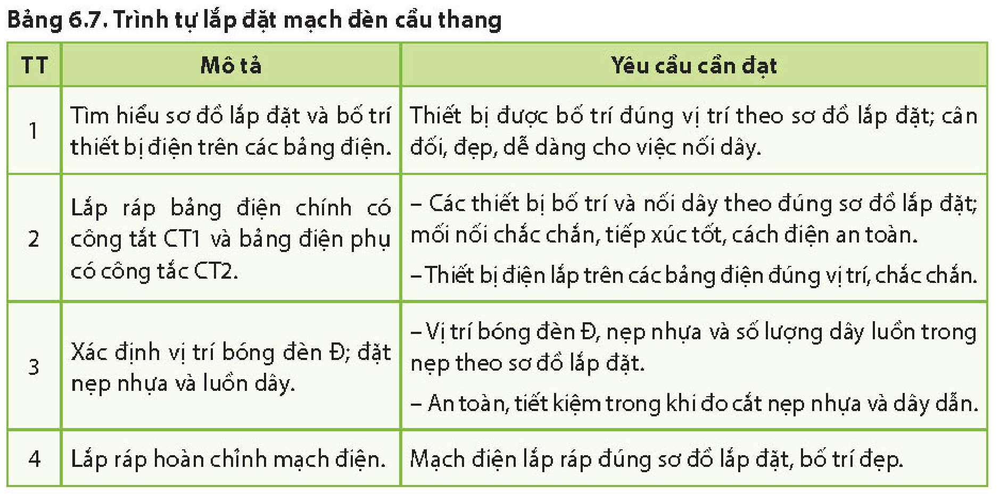 Bảng 6.7. Trình tự lắp đặt mạch đèn cầu thang
TT
Mô tả
Yêu cầu cần đạt
1
Tìm hiểu sơ đồ lắp đặt và bố trí
thiết bị điện trên các bảng điện.
Thiết bị được bố trí đúng vị trí theo sơ đồ lắp đặt; cân
đối, đẹp, dễ dàng cho việc nối dây.
2
Lắp ráp bảng điện chính có
công tắt CT1 và bảng điện phụ
có công tắc CT2.
– Các thiết bị bố trí và nối dây theo đúng sơ đồ lắp đặt;
mối nối chắc chắn, tiếp xúc tốt, cách điện an toàn.
– Thiết bị điện lắp trên các bảng điện đúng vị trí, chắc chắn.
3
Xác định vị trí bóng đèn Đ; đặt
nẹp nhựa và luồn dây.
– Vị trí bóng đèn Đ, nẹp nhựa và số lượng dây luồn trong
nẹp theo sơ đồ lắp đặt.
– An toàn, tiết kiệm trong khi đo cắt nẹp nhựa và dây dẫn.
4
Lắp ráp hoàn chỉnh mạch điện.
Mạch điện lắp ráp đúng sơ đồ lắp đặt, bố trí đẹp.